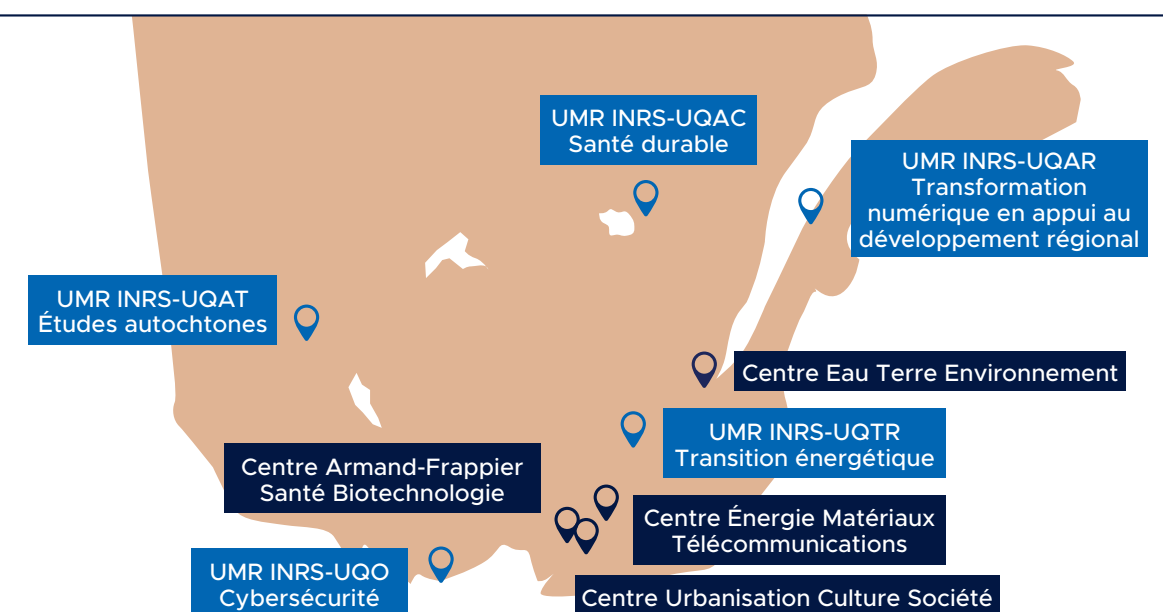 UMR INRS-UQAC
Santé durable
UMR INRS-UQAR
Transformation
numérique en appui au
développement régional
UMR INRS-UQAT
Études autochtones
Centre Eau Terre Environnement
UMR INRS-UQTR
Transition énergétique
Centre Armand-Frappier
Santé Biotechnologie
Centre Énergie Matériaux
Télécommunications
UMR INRS-UQO
Cybersécurité
Centre Urbanisation Culture Société